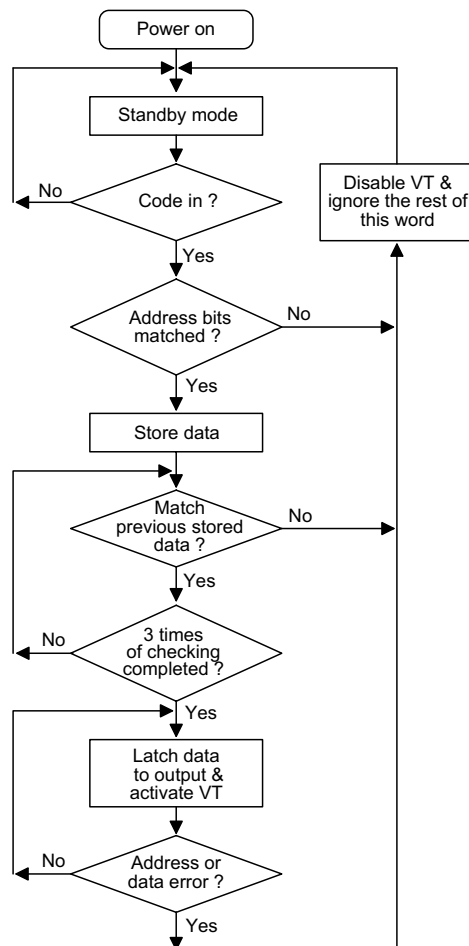 Power on
Standby mode
No
Code in ?
Disable VT &
ignore the rest of
this word
Yes
Address bits
matched ?
No
Yes
Store data
Match
previous stored
data ?
No
Yes
No
3 times
of checking
completed ?
Yes
Latch data
to output &
activate VT
No
Address or
data error ?
Yes